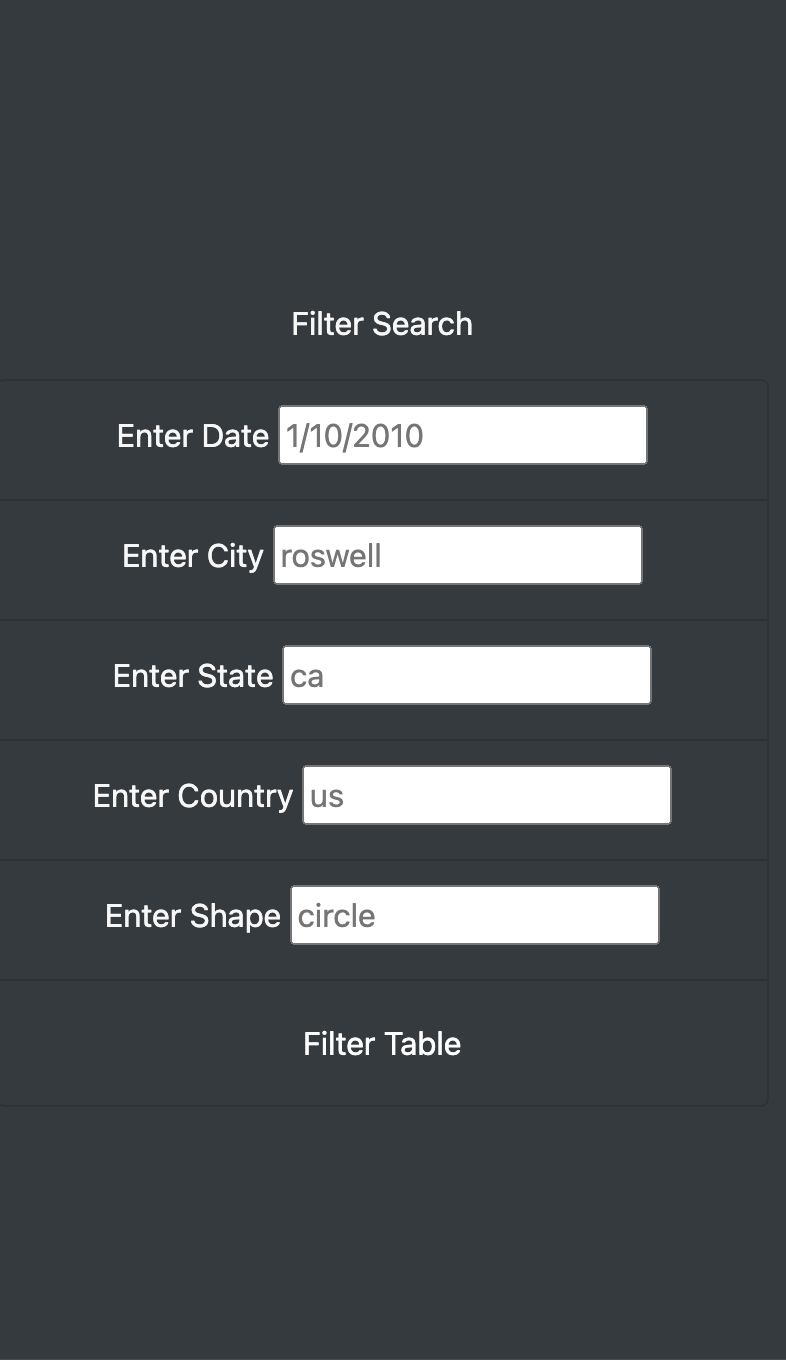 Filter Search
Enter Date 1/10/2010
Enter City roswell
Enter State ca
Enter Country us
Enter Shape circle
Filter Table